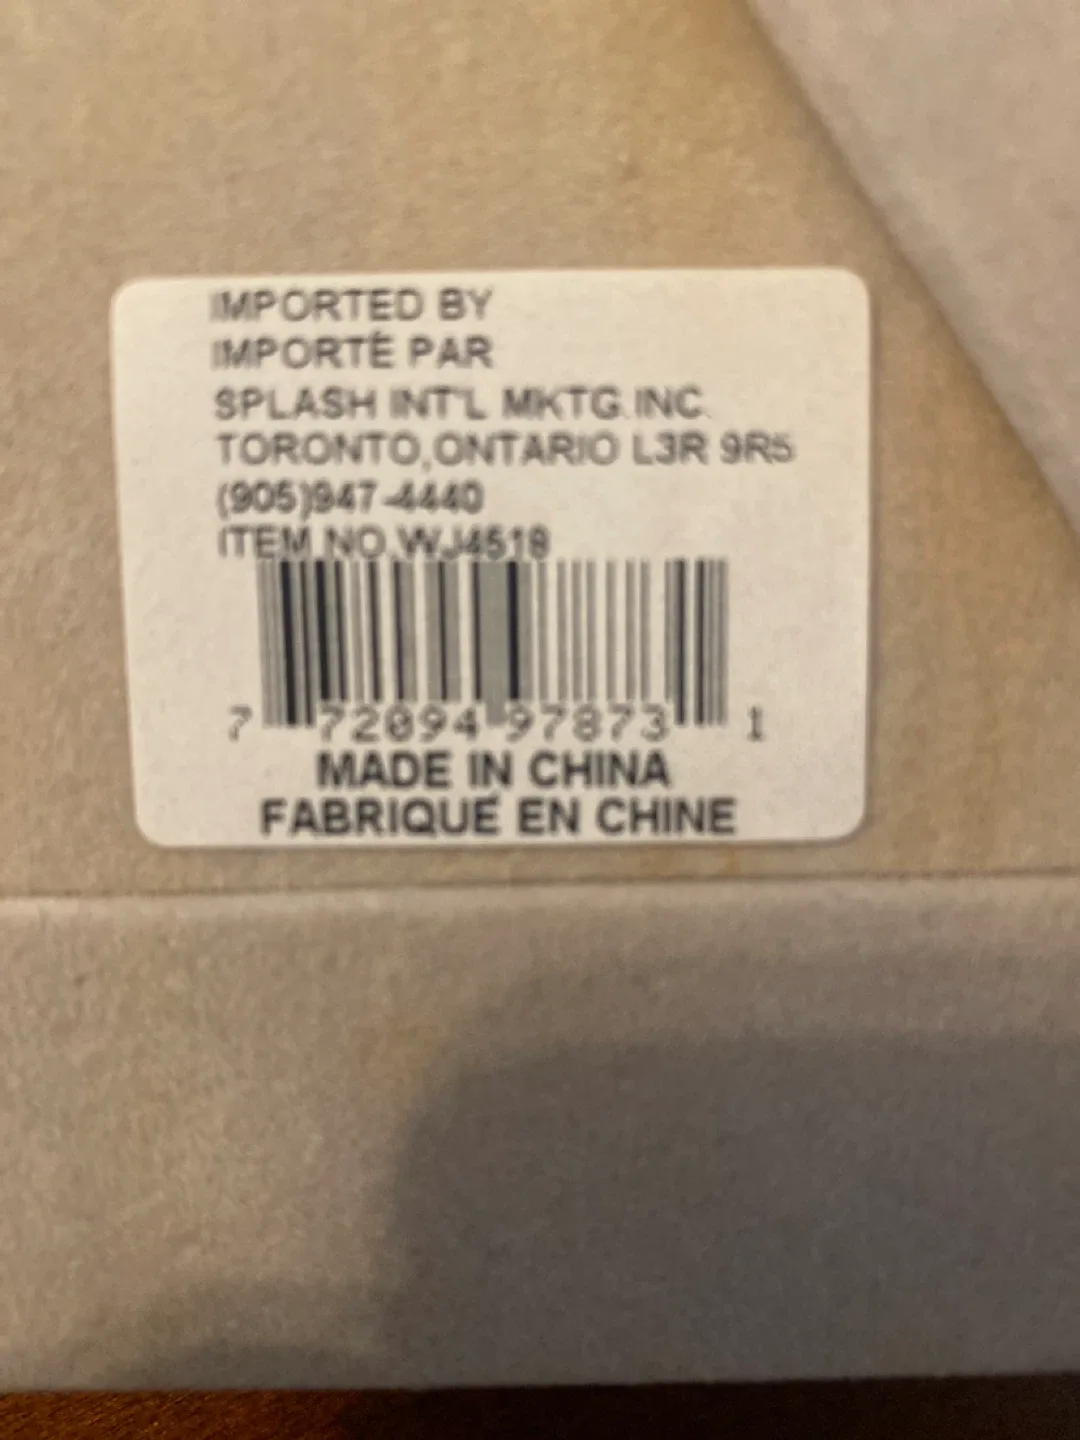 IMPORTED BY
IMPORTÉ PAR
SPLASH INT'L MKTG.INC.
TORONTO,ONTARIO L3R 9R5
(905)947-4440
ITEM.NO.WJ4518
7 72094 97873 1
MADE IN CHINA
FABRIQUÉ EN CHINE